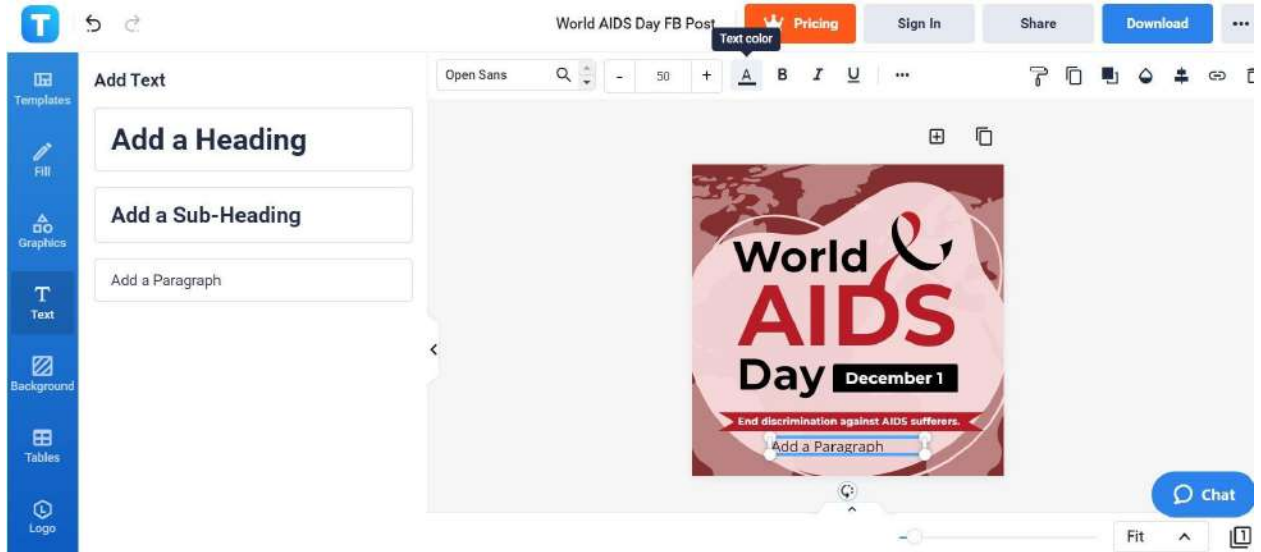 T
World AIDS Day FB Post
Pricing
Sign In
Share
Download
Text color
Templates
Fill
Graphics
Text
Background
Tables
Logo
Add Text
Add a Heading
Add a Sub-Heading
Add a Paragraph
Open Sans
- 50 + A B I U
World
AIDS
Day December 1
End discrimination against AIDS sufferers.
Add a Paragraph
Chat
Fit
1